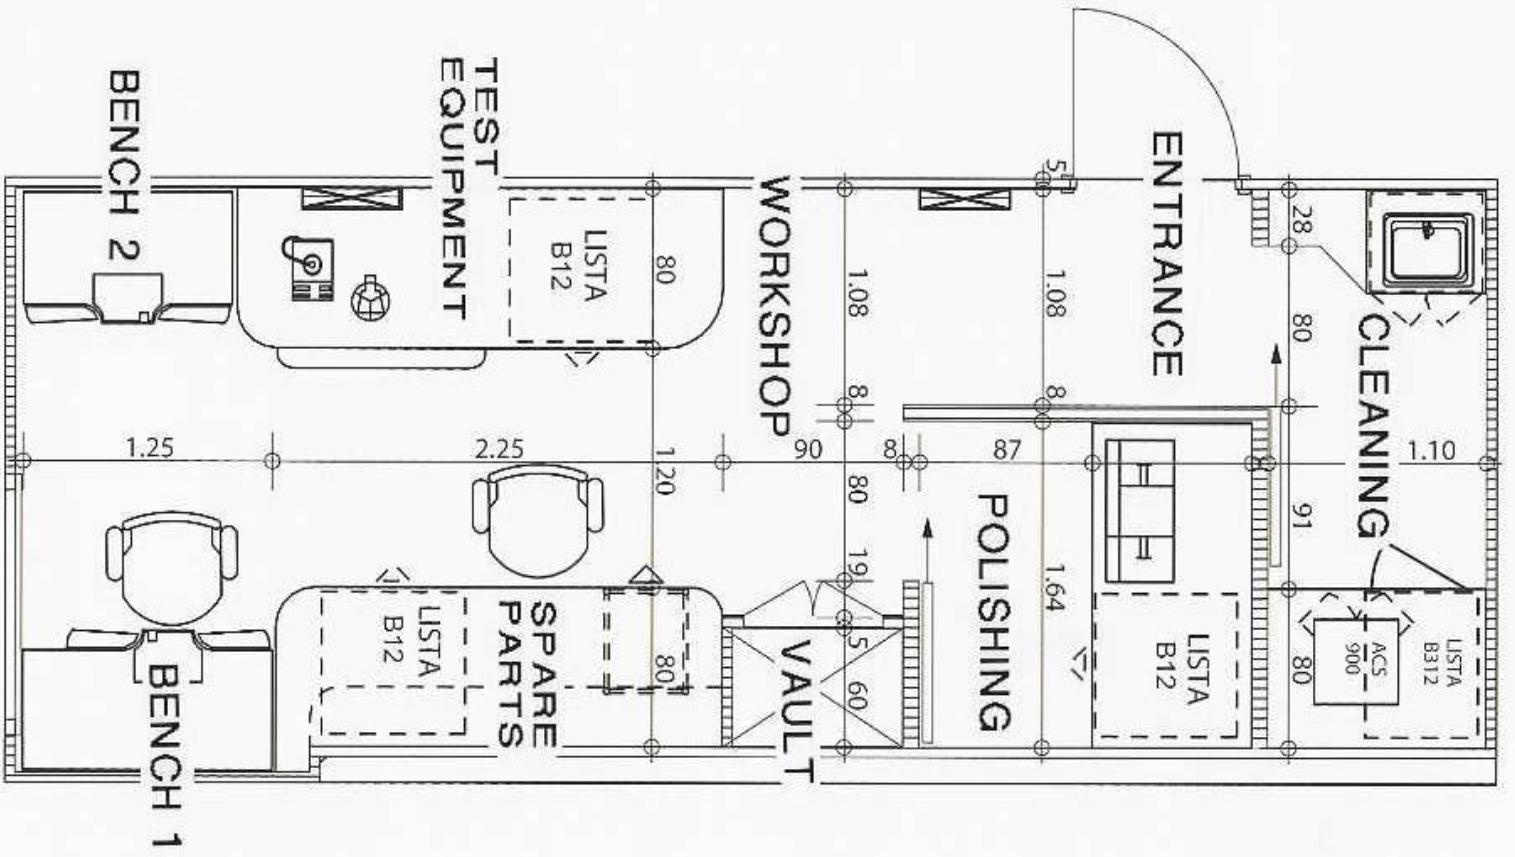 BENCH 2
TEST
EQUIPMENT
WORKSHOP
ENTRANCE
CLEANING
POLISHING
VAULT
SPARE
PARTS
BENCH 1
LISTA
B12
LISTA
B12
LISTA
B12
LISTA
B312
ACS
900
1.25
2.25
90
8
87
1.10
80
1.20
80
1.08
8
80
19
5
60
5
1.08
8
1.64
28
80
91
80